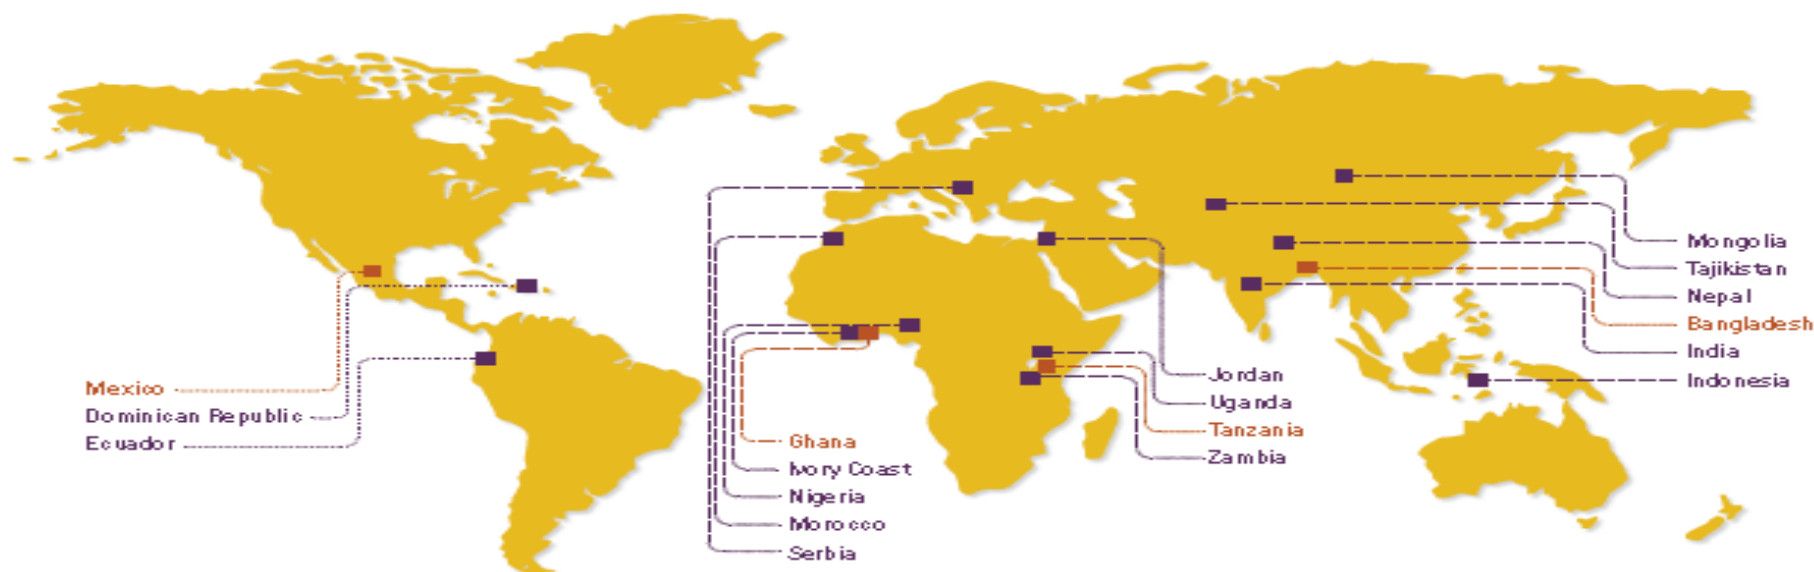 Mexico
Dominican Republic
Ecuador
Ghana
Ivory Coast
Nigeria
Morocco
Serbia
Jordan
Uganda
Tanzania
Zambia
Mongolia
Tajikistan
Nepal
Bangladesh
India
Indonesia